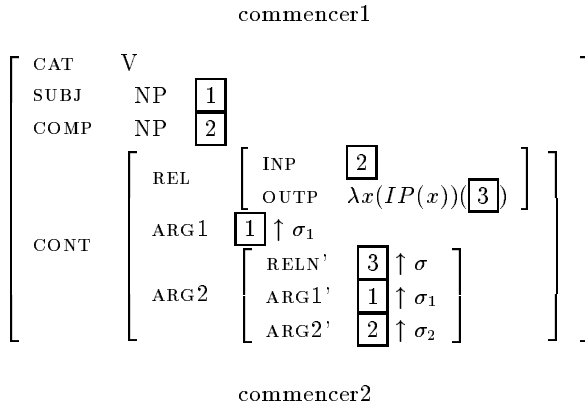 commencer1
CAT V
SUBJ NP 1
COMP NP 2
CONT
REL
INP 2
OUTP λx(IP(x))(3)
ARG1 1 ↑ σ₁
ARG2
RELN' 3 ↑ σ
ARG1' 1 ↑ σ₁
ARG2' 2 ↑ σ₂
commencer2